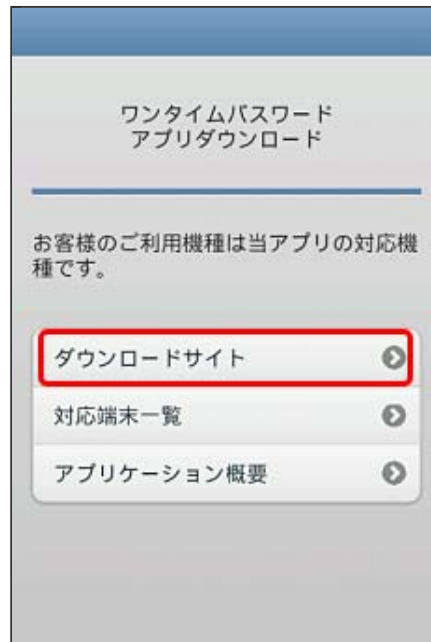 ワンタイムパスワード
アプリダウンロード
お客様のご利用機種は当アプリの対応機
種です。
ダウンロードサイト
対応端末一覧
アプリケーション概要